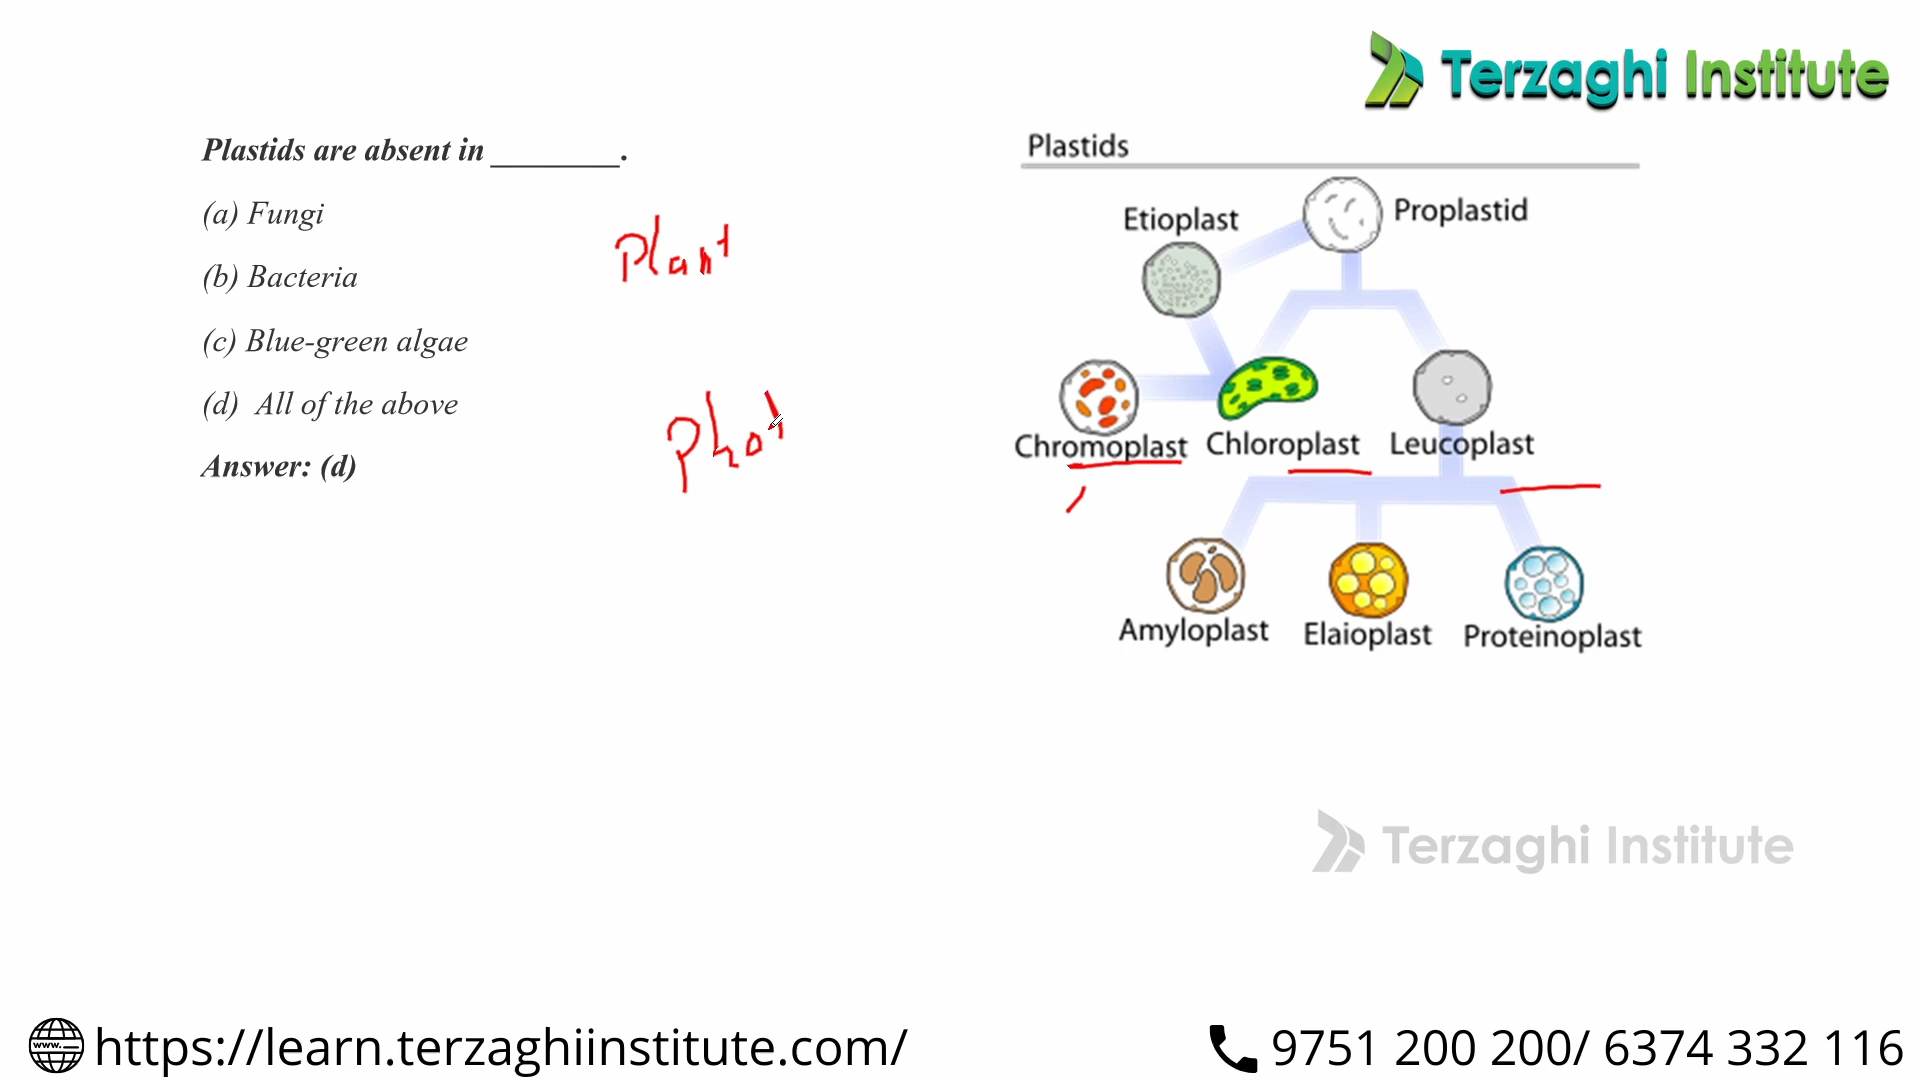 Terzaghi Institute
Plastids are absent in ________.
(a) Fungi
(b) Bacteria
(c) Blue-green algae
(d) All of the above
Answer: (d)
Plant
Phot
Plastids
Proplastid
Etioplast
Chromoplast
Chloroplast
Leucoplast
Amyloplast
Elaioplast
Proteinoplast
Terzaghi Institute
www.
https://learn.terzaghiinstitute.com/
9751 200 200/ 6374 332 116